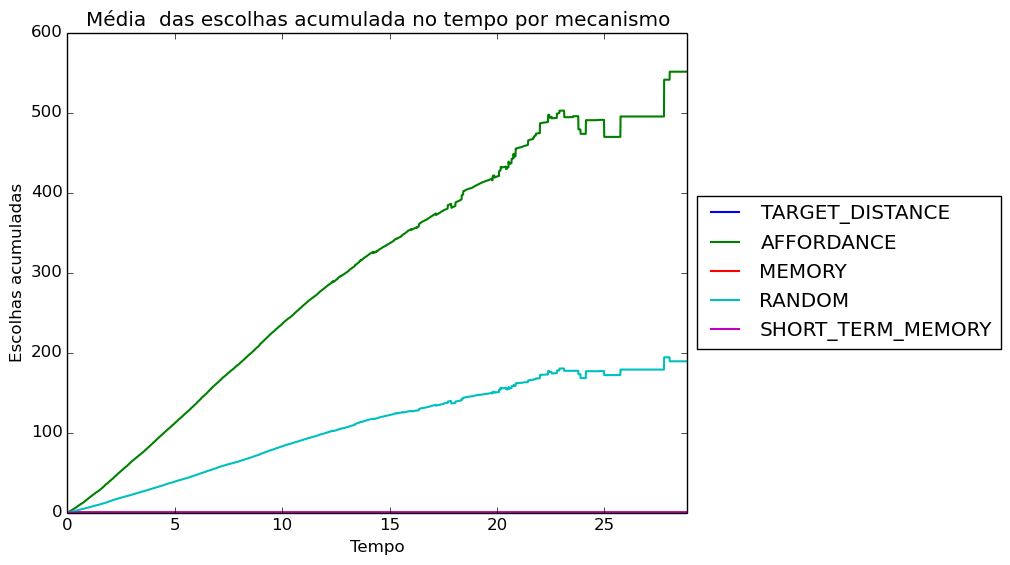 Média  das escolhas acumulada no tempo por mecanismo
600
500
400
300
200
100
0
Escolhas acumuladas
0 5 10 15 20 25
Tempo
TARGET_DISTANCE
AFFORDANCE
MEMORY
RANDOM
SHORT_TERM_MEMORY